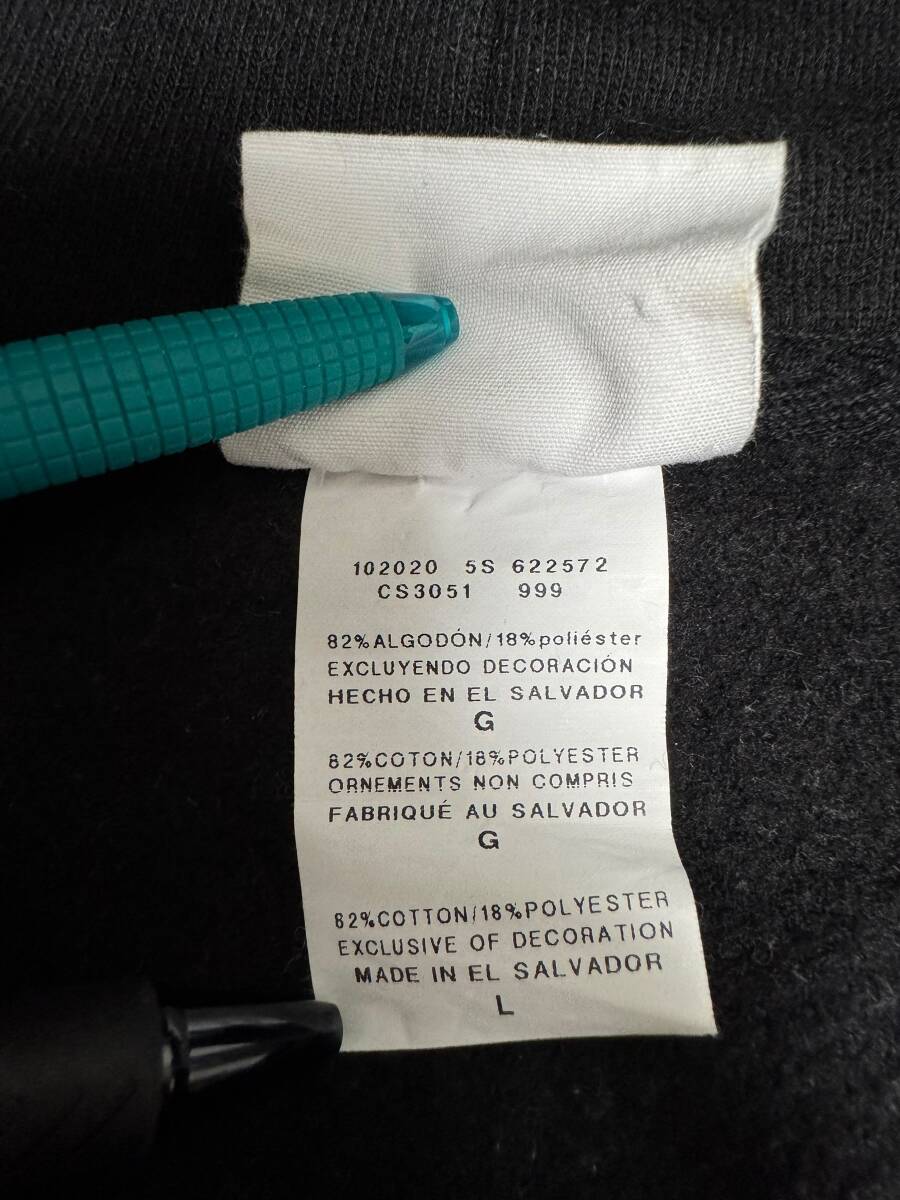 102020 5S 622572
CS3051 999
82%ALGODÓN/18%poliéster
EXCLUYENDO DECORACIÓN
HECHO EN EL SALVADOR
G
82%COTON/18%POLYESTER
ORNEMENTS NON COMPRIS
FABRIQUÉ AU SALVADOR
G
82%COTTON/18%POLYESTER
EXCLUSIVE OF DECORATION
MADE IN EL SALVADOR
L